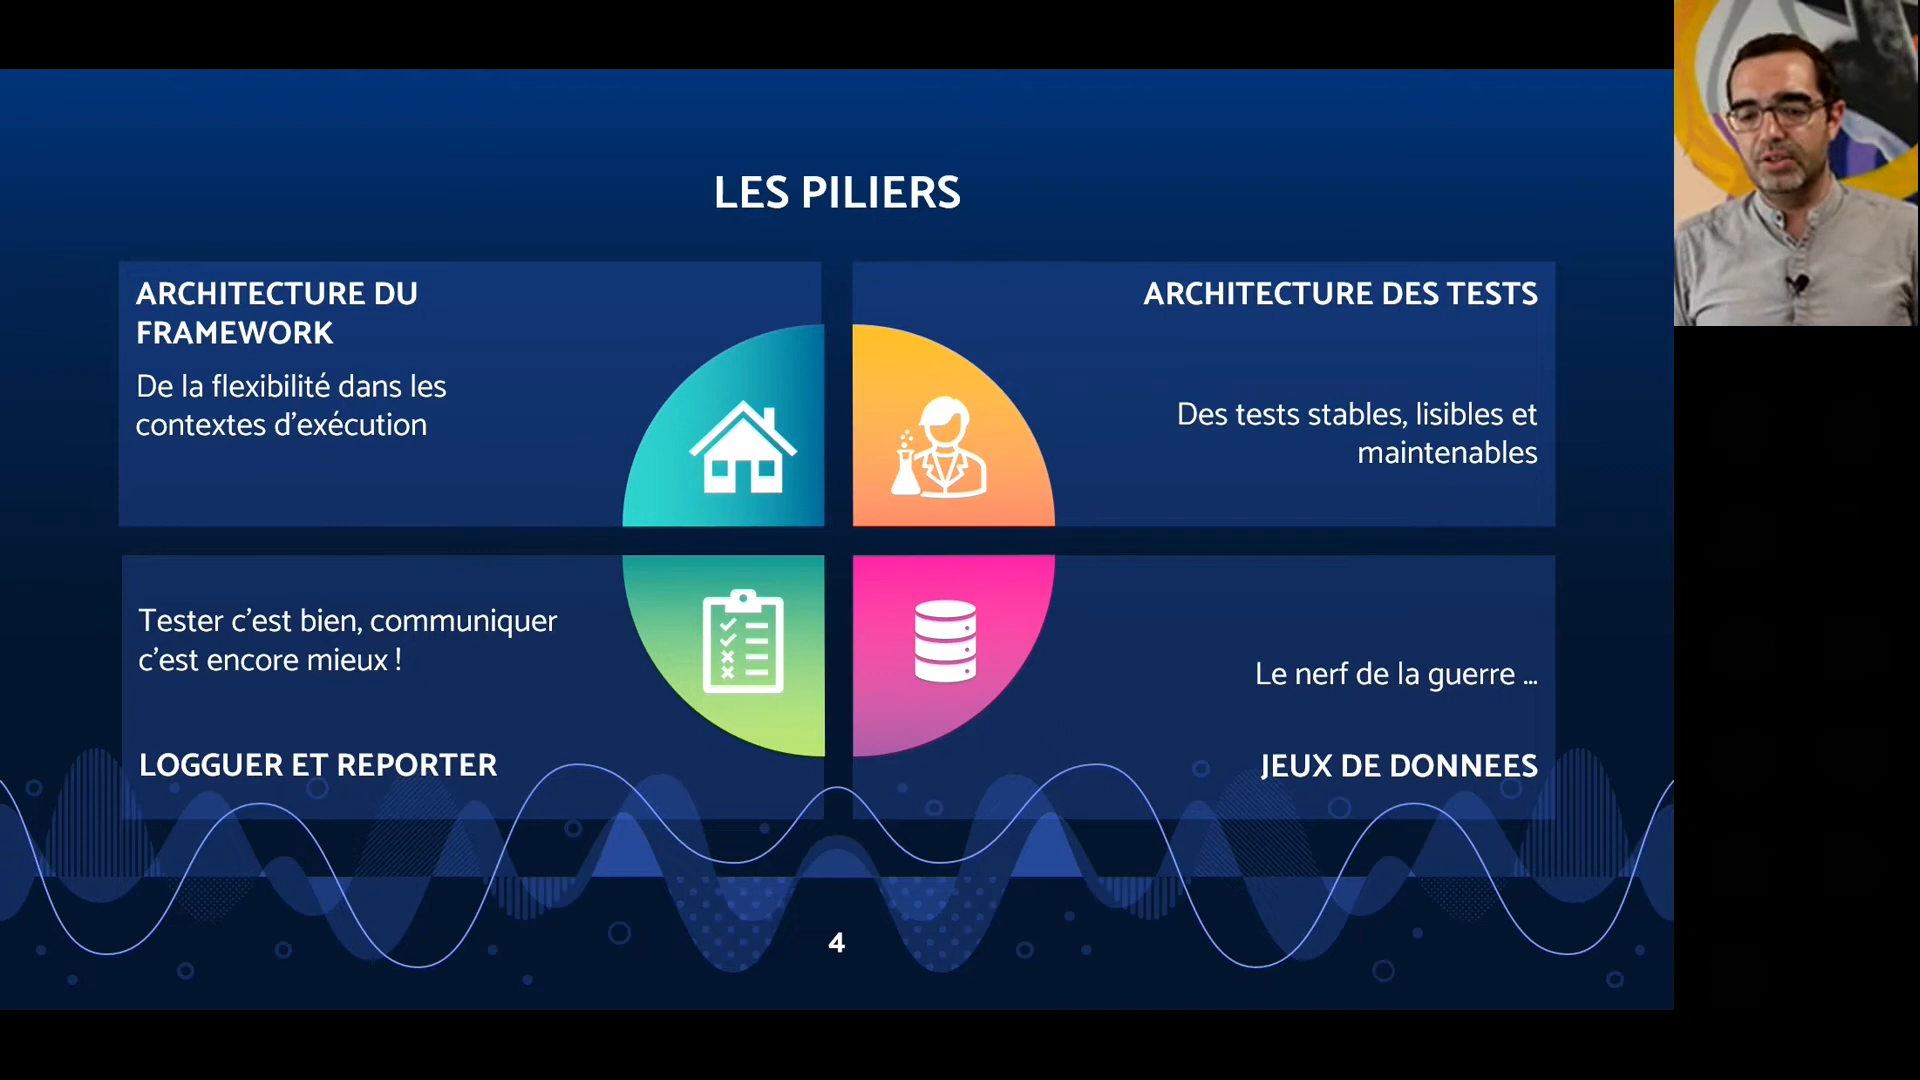 LES PILIERS
ARCHITECTURE DU
FRAMEWORK
De la flexibilité dans les
contextes d’exécution
ARCHITECTURE DES TESTS
Des tests stables, lisibles et
maintenables
Tester c’est bien, communiquer
c’est encore mieux !
LOGGUER ET REPORTER
Le nerf de la guerre ...
JEUX DE DONNEES
4